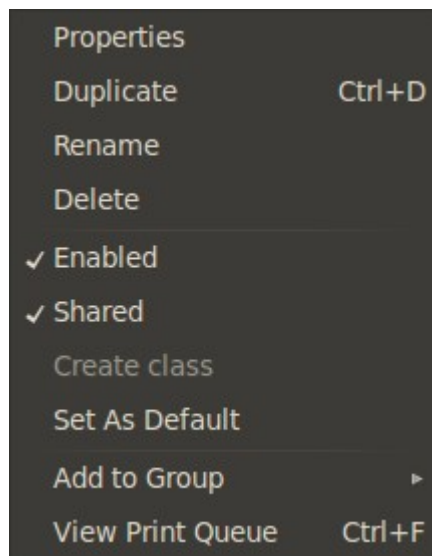 Properties
Duplicate Ctrl+D
Rename
Delete
Enabled
Shared
Create class
Set As Default
Add to Group
View Print Queue Ctrl+F